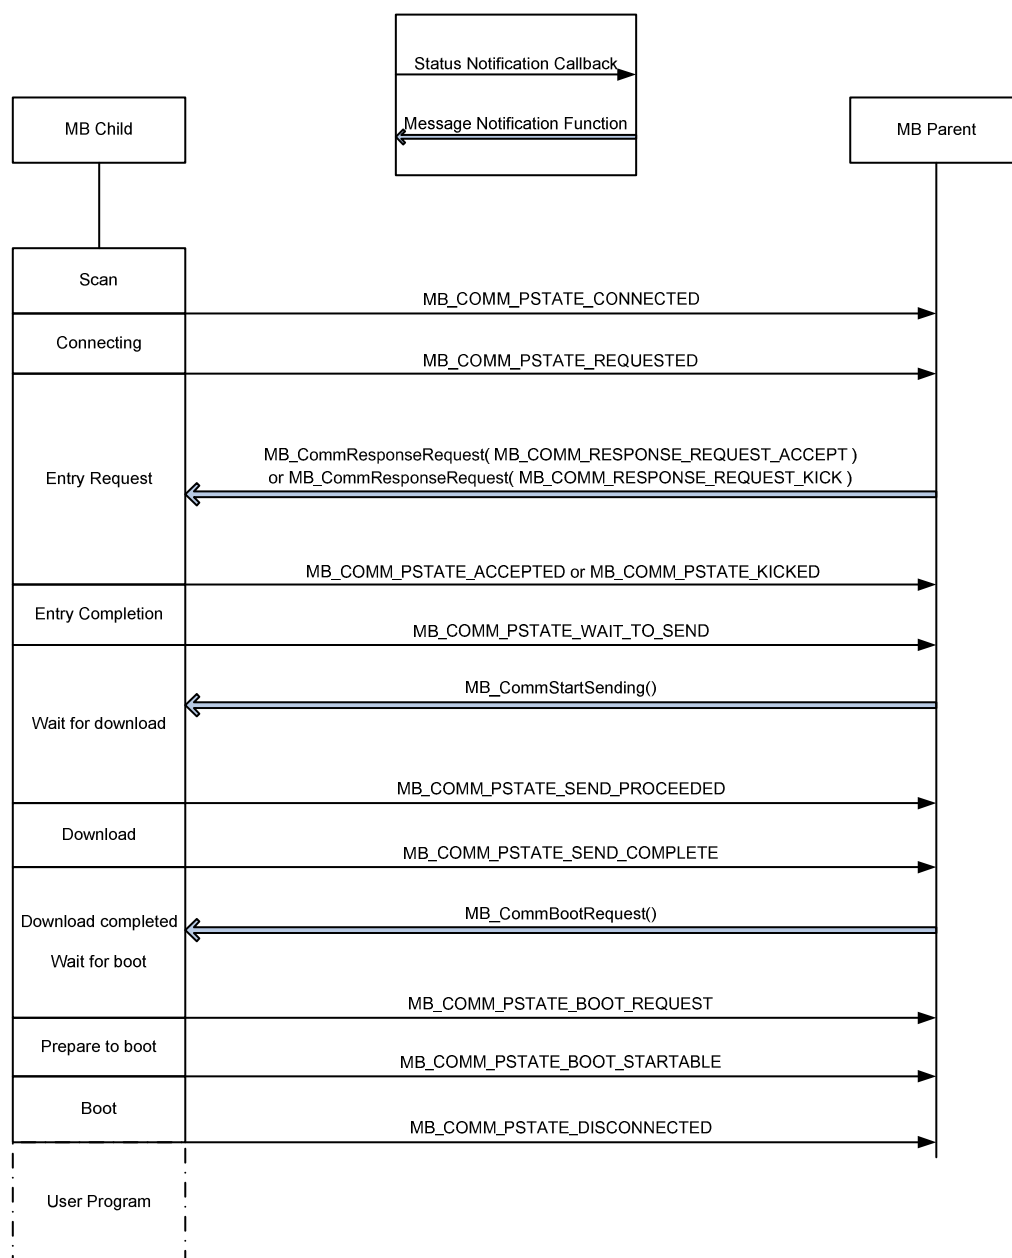 Status Notification Callback
Message Notification Function
MB Child
MB Parent
Scan
MB_COMM_PSTATE_CONNECTED
Connecting
MB_COMM_PSTATE_REQUESTED
Entry Request
MB_CommResponseRequest( MB_COMM_RESPONSE_REQUEST_ACCEPT )
or MB_CommResponseRequest( MB_COMM_RESPONSE_REQUEST_KICK )
MB_COMM_PSTATE_ACCEPTED or MB_COMM_PSTATE_KICKED
Entry Completion
MB_COMM_PSTATE_WAIT_TO_SEND
MB_CommStartSending()
Wait for download
MB_COMM_PSTATE_SEND_PROCEEDED
Download
MB_COMM_PSTATE_SEND_COMPLETE
MB_CommBootRequest()
Download completed
Wait for boot
MB_COMM_PSTATE_BOOT_REQUEST
Prepare to boot
MB_COMM_PSTATE_BOOT_STARTABLE
Boot
MB_COMM_PSTATE_DISCONNECTED
User Program